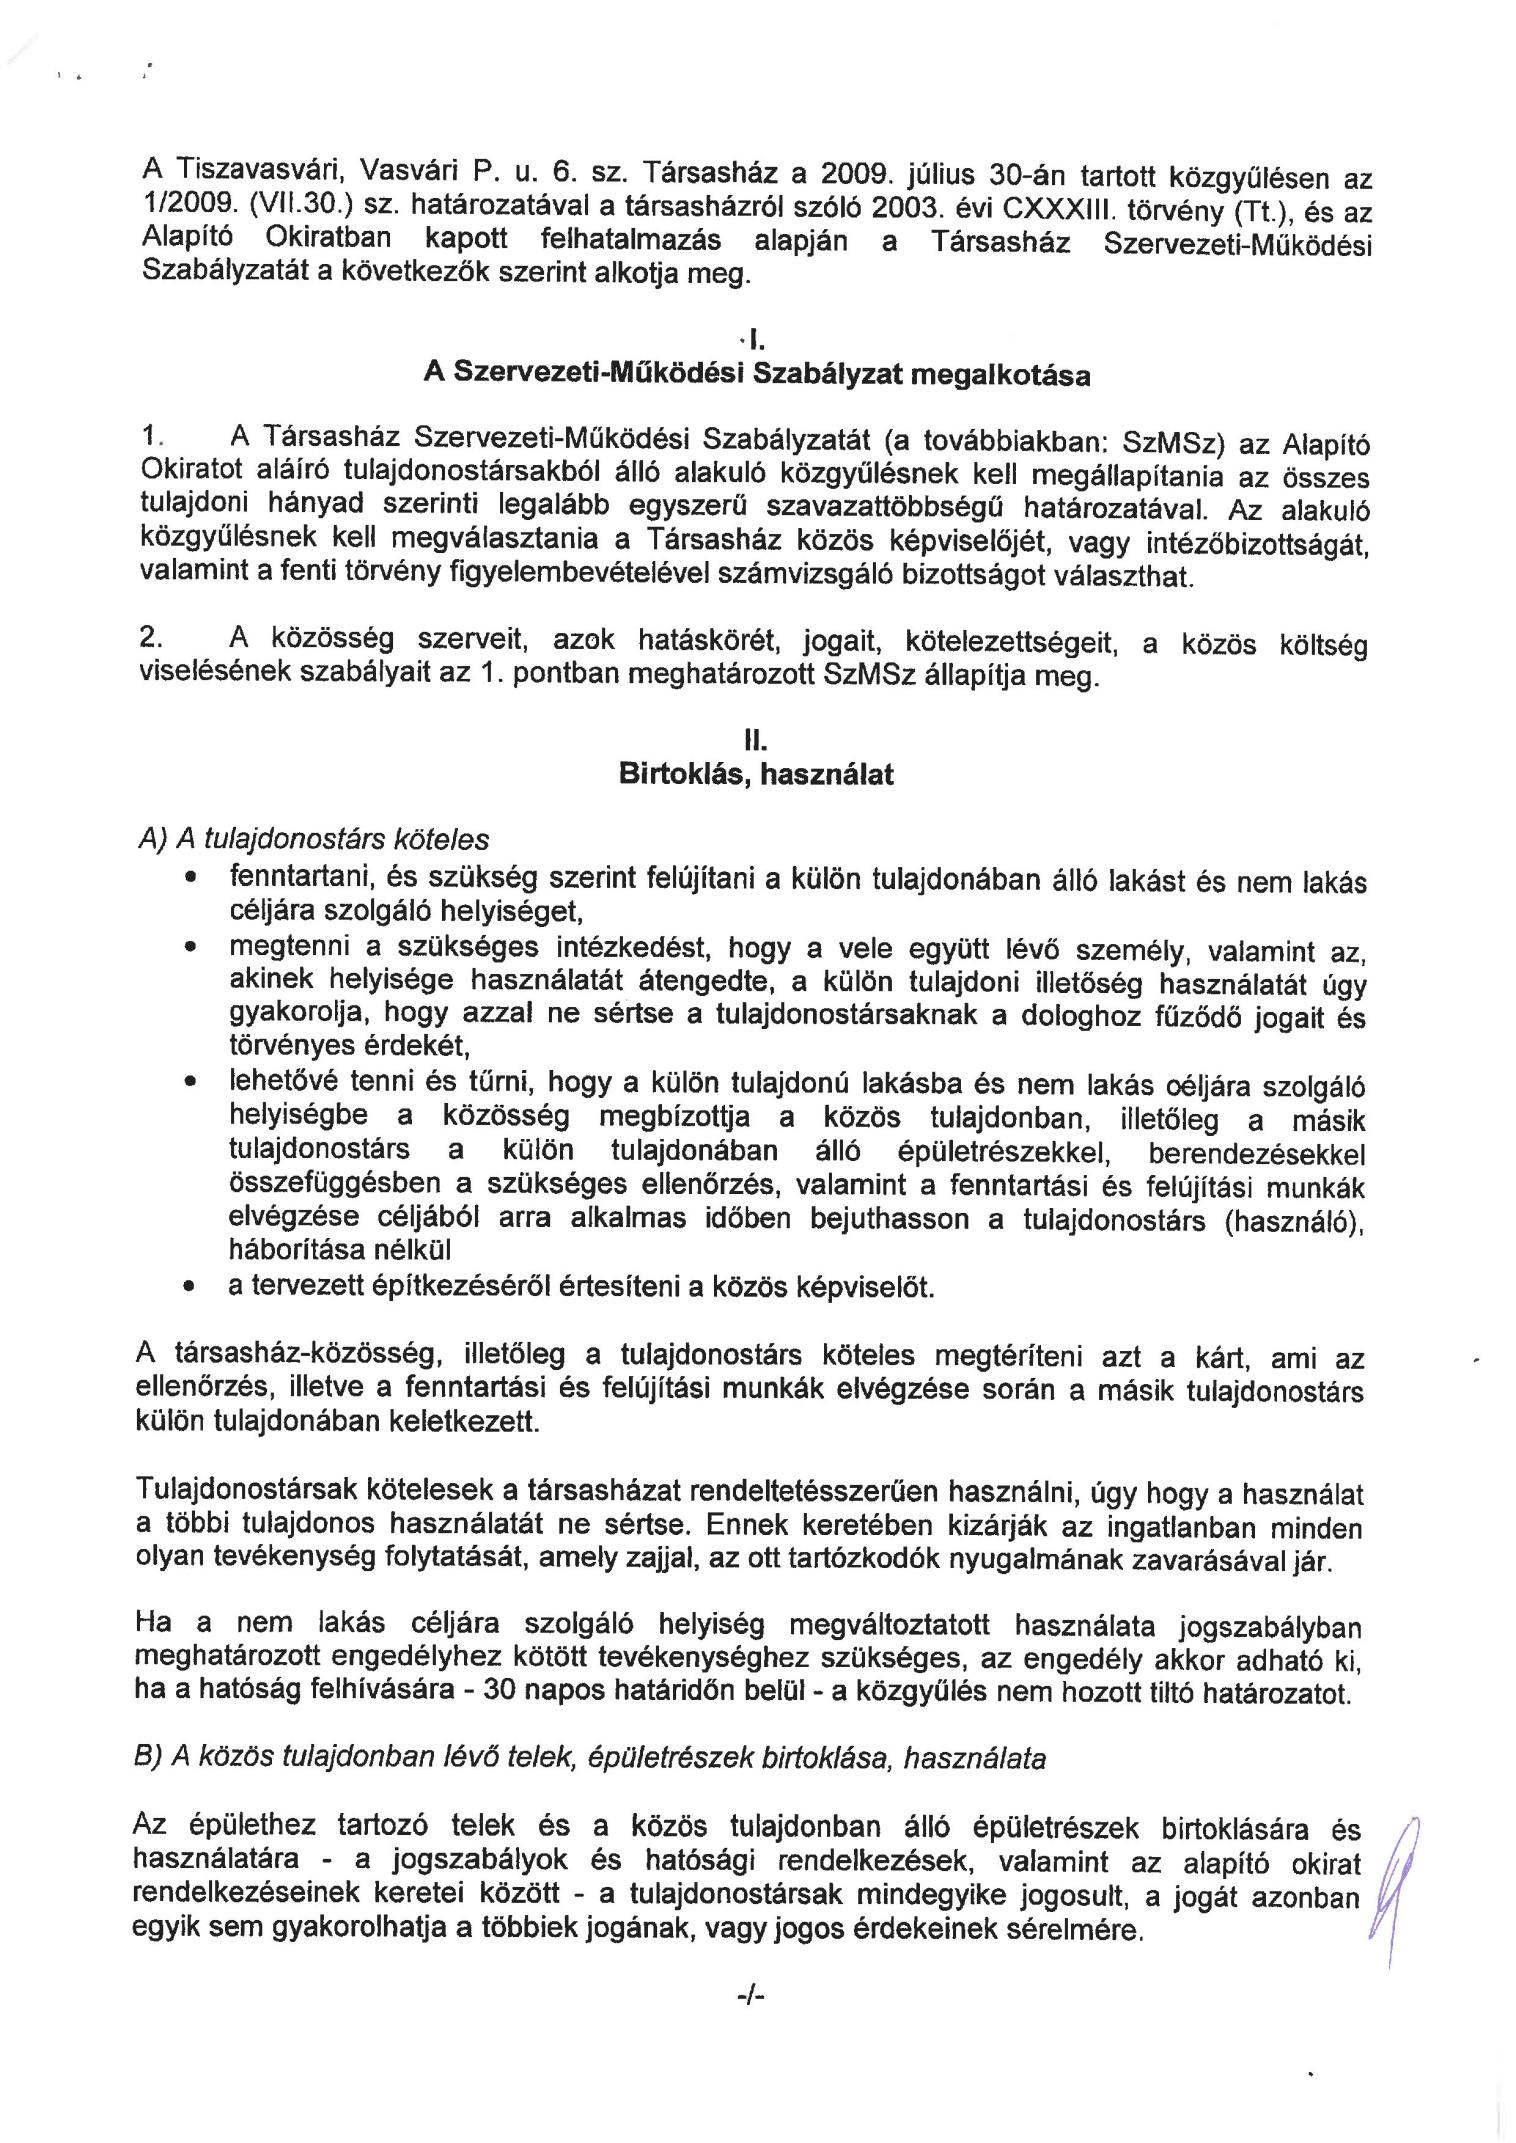 A Tiszavasvári, Vasvári P. u. 6. sz. Társasház a 2009. július 30-án tartott közgyűlésen az
1/2009. (VII.30.) sz. határozatával a társasházról szóló 2003. évi CXXXIII. törvény (Tt.), és az
Alapító Okiratban kapott felhatalmazás alapján a Társasház Szervezeti-Működési
Szabályzatát a következők szerint alkotja meg.
I.
A Szervezeti-Működési Szabályzat megalkotása
1. A Társasház Szervezeti-Működési Szabályzatát (a továbbiakban: SzMSz) az Alapító
Okiratot aláíró tulajdonostársakból álló alakuló közgyűlésnek kell megállapítania az összes
tulajdoni hányad szerinti legalább egyszerű szavazattöbbségű határozatával. Az alakuló
közgyűlésnek kell megválasztania a Társasház közös képviselőjét, vagy intézőbizottságát,
valamint a fenti törvény figyelembevételével számvizsgáló bizottságot választhat.
2. A közösség szerveit, azok hatáskörét, jogait, kötelezettségeit, a közös költség
viselésének szabályait az 1. pontban meghatározott SzMSz állapítja meg.
II.
Birtoklás, használat
A) A tulajdonostárs köteles
• fenntartani, és szükség szerint felújítani a külön tulajdonában álló lakást és nem lakás
céljára szolgáló helyiséget,
• megtenni a szükséges intézkedést, hogy a vele együtt lévő személy, valamint az,
akinek helyisége használatát átengedte, a külön tulajdoni illetőség használatát úgy
gyakorolja, hogy azzal ne sértse a tulajdonostársaknak a dologhoz fűződő jogait és
törvényes érdekét,
• lehetővé tenni és tűrni, hogy a külön tulajdonú lakásba és nem lakás céljára szolgáló
helyiségbe a közösség megbízottja a közös tulajdonban, illetőleg a másik
tulajdonostárs a külön tulajdonában álló épületrészekkel, berendezésekkel
összefüggésben a szükséges ellenőrzés, valamint a fenntartási és felújítási munkák
elvégzése céljából arra alkalmas időben bejuthasson a tulajdonostárs (használó),
háborítása nélkül
• a tervezett építkezéséről értesíteni a közös képviselőt.
A társasház-közösség, illetőleg a tulajdonostárs köteles megtéríteni azt a kárt, ami az
ellenőrzés, illetve a fenntartási és felújítási munkák elvégzése során a másik tulajdonostárs
külön tulajdonában keletkezett.
Tulajdonostársak kötelesek a társasházat rendeltetésszerűen használni, úgy hogy a használat
a többi tulajdonos használatát ne sértse. Ennek keretében kizárják az ingatlanban minden
olyan tevékenység folytatását, amely zajjal, az ott tartózkodók nyugalmának zavarásával jár.
Ha a nem lakás céljára szolgáló helyiség megváltoztatott használata jogszabályban
meghatározott engedélyhez kötött tevékenységhez szükséges, az engedély akkor adható ki,
ha a hatóság felhívására - 30 napos határidőn belül - a közgyűlés nem hozott tiltó határozatot.
B) A közös tulajdonban lévő telek, épületrészek birtoklása, használata
Az épülethez tartozó telek és a közös tulajdonban álló épületrészek birtoklására és
használatára - a jogszabályok és hatósági rendelkezések, valamint az alapító okirat
rendelkezéseinek keretei között - a tulajdonostársak mindegyike jogosult, a jogát azonban
egyik sem gyakorolhatja a többiek jogának, vagy jogos érdekeinek sérelmére.
-/-